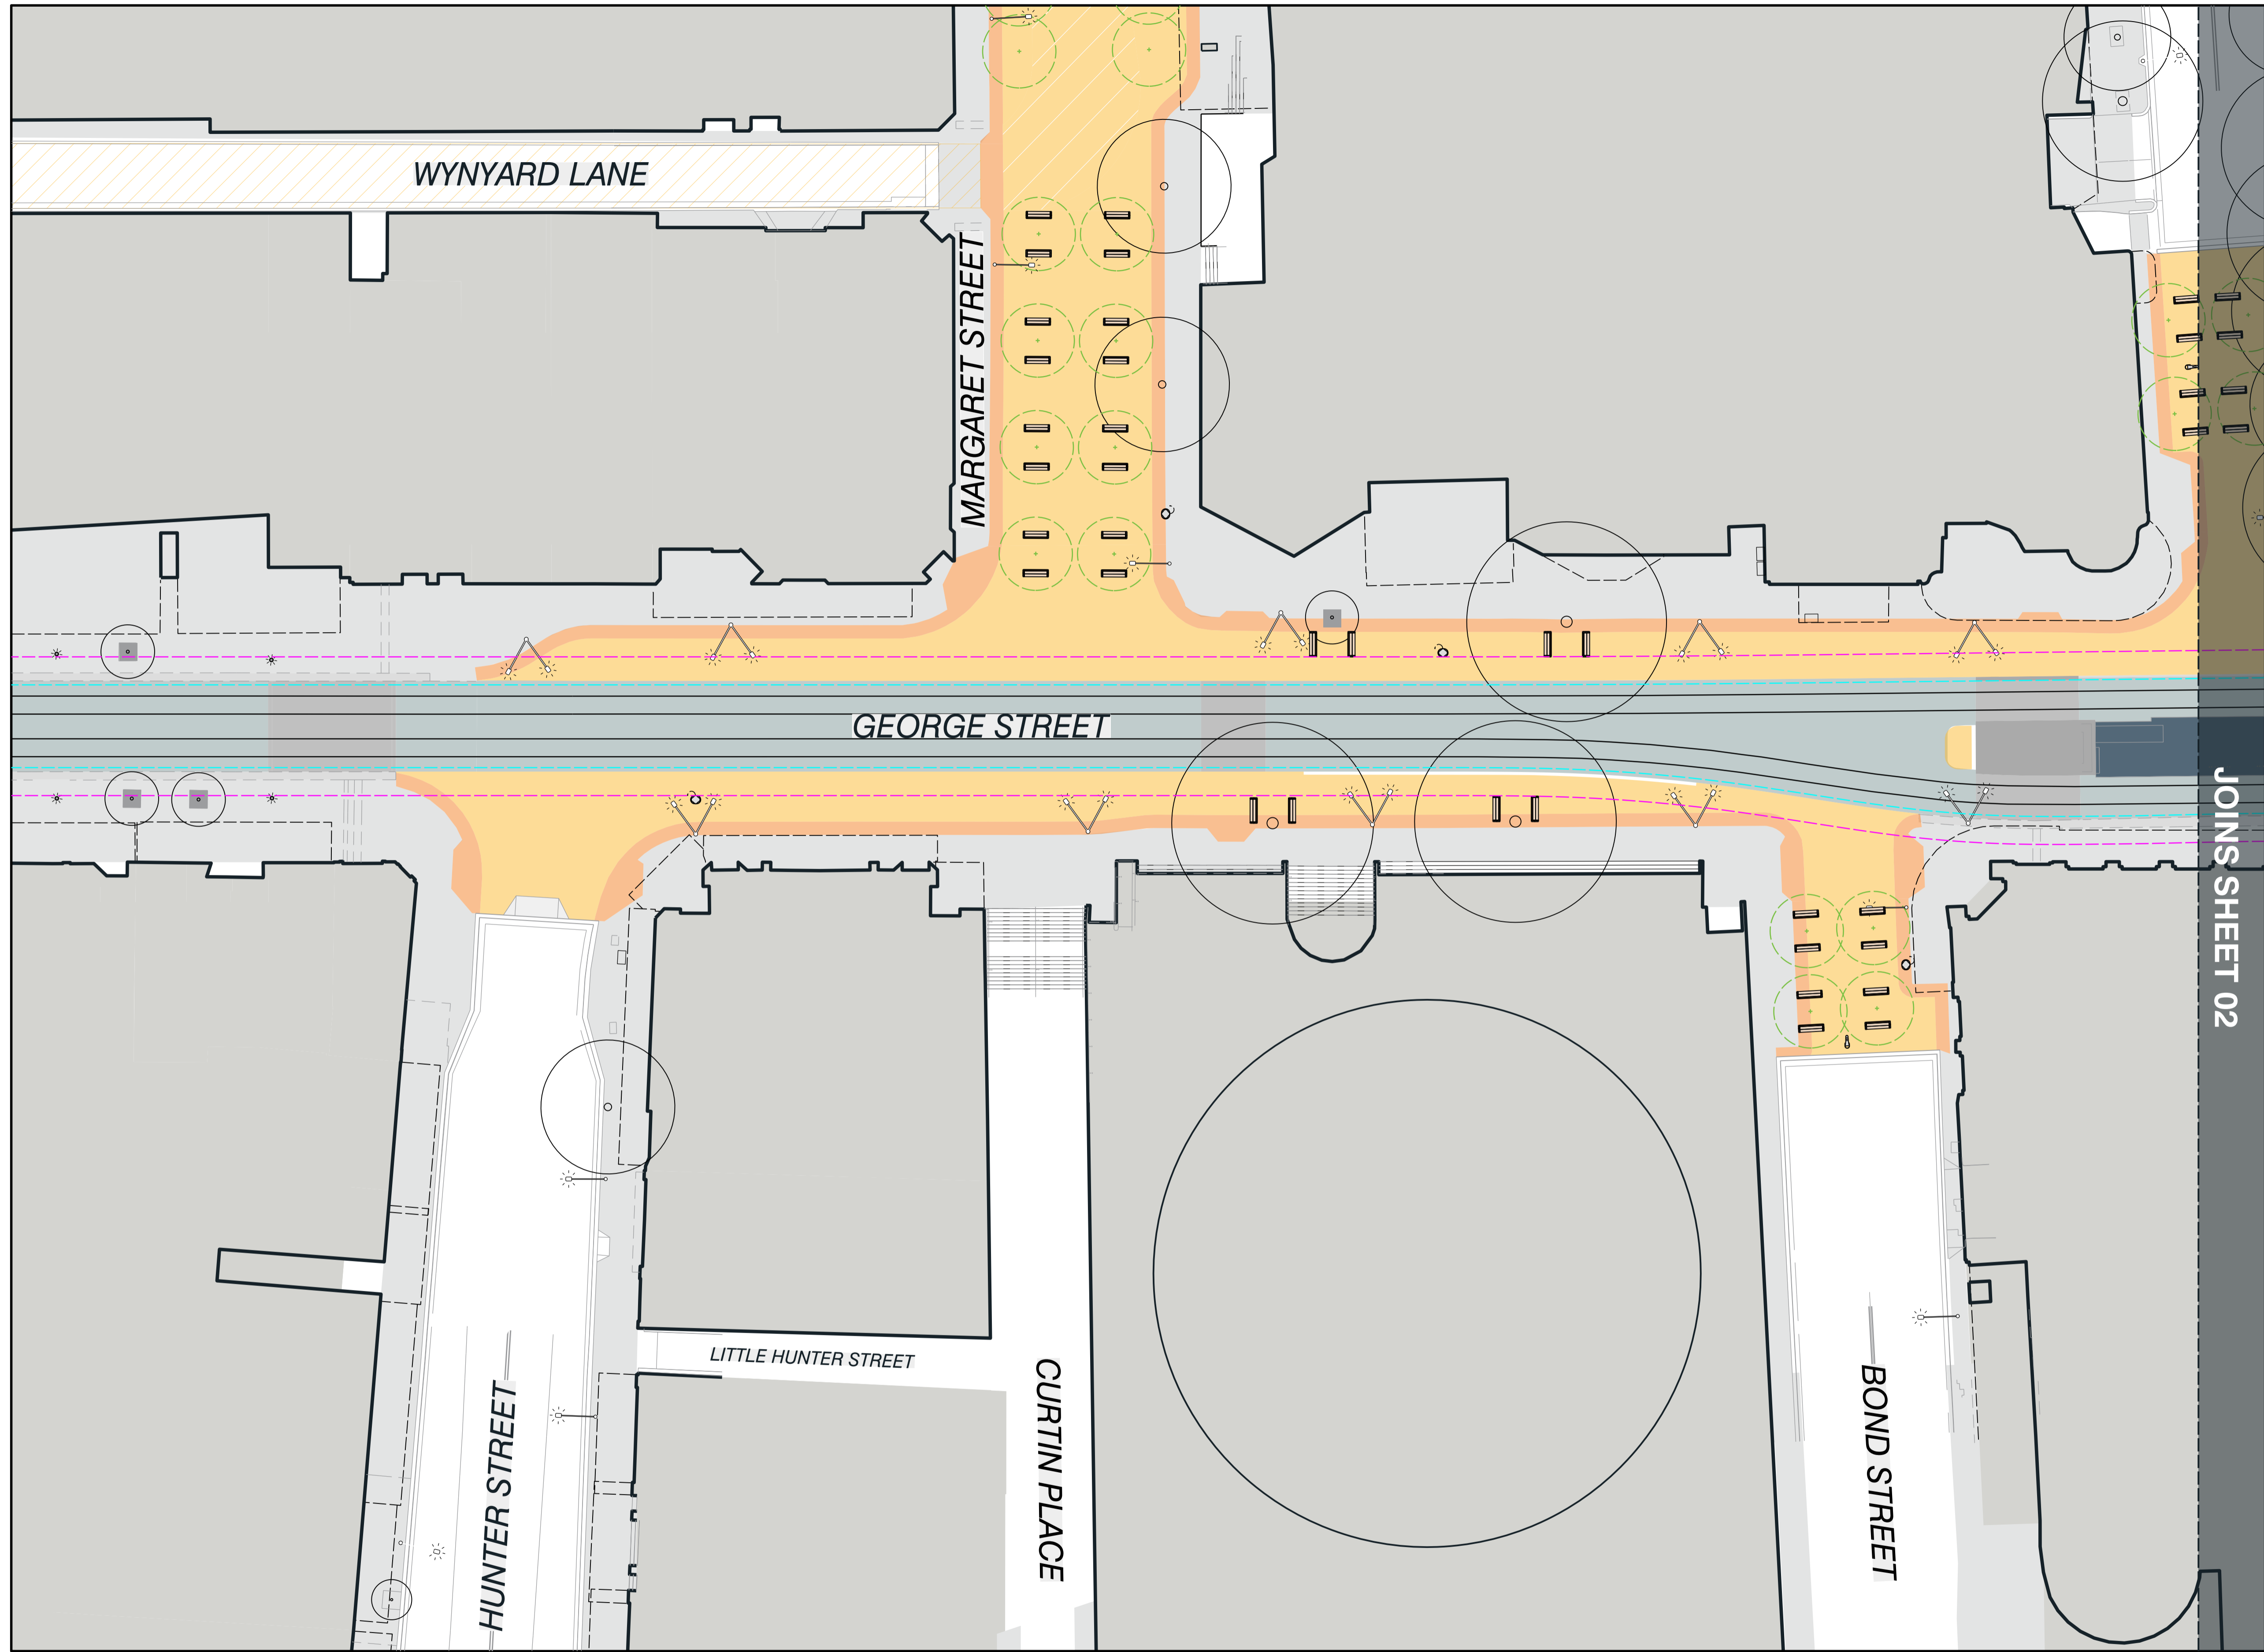 WYNYARD LANE
MARGARET STREET
GEORGE STREET
JOINS SHEET 02
LITTLE HUNTER STREET
HUNTER STREET
CURTIN PLACE
BOND STREET